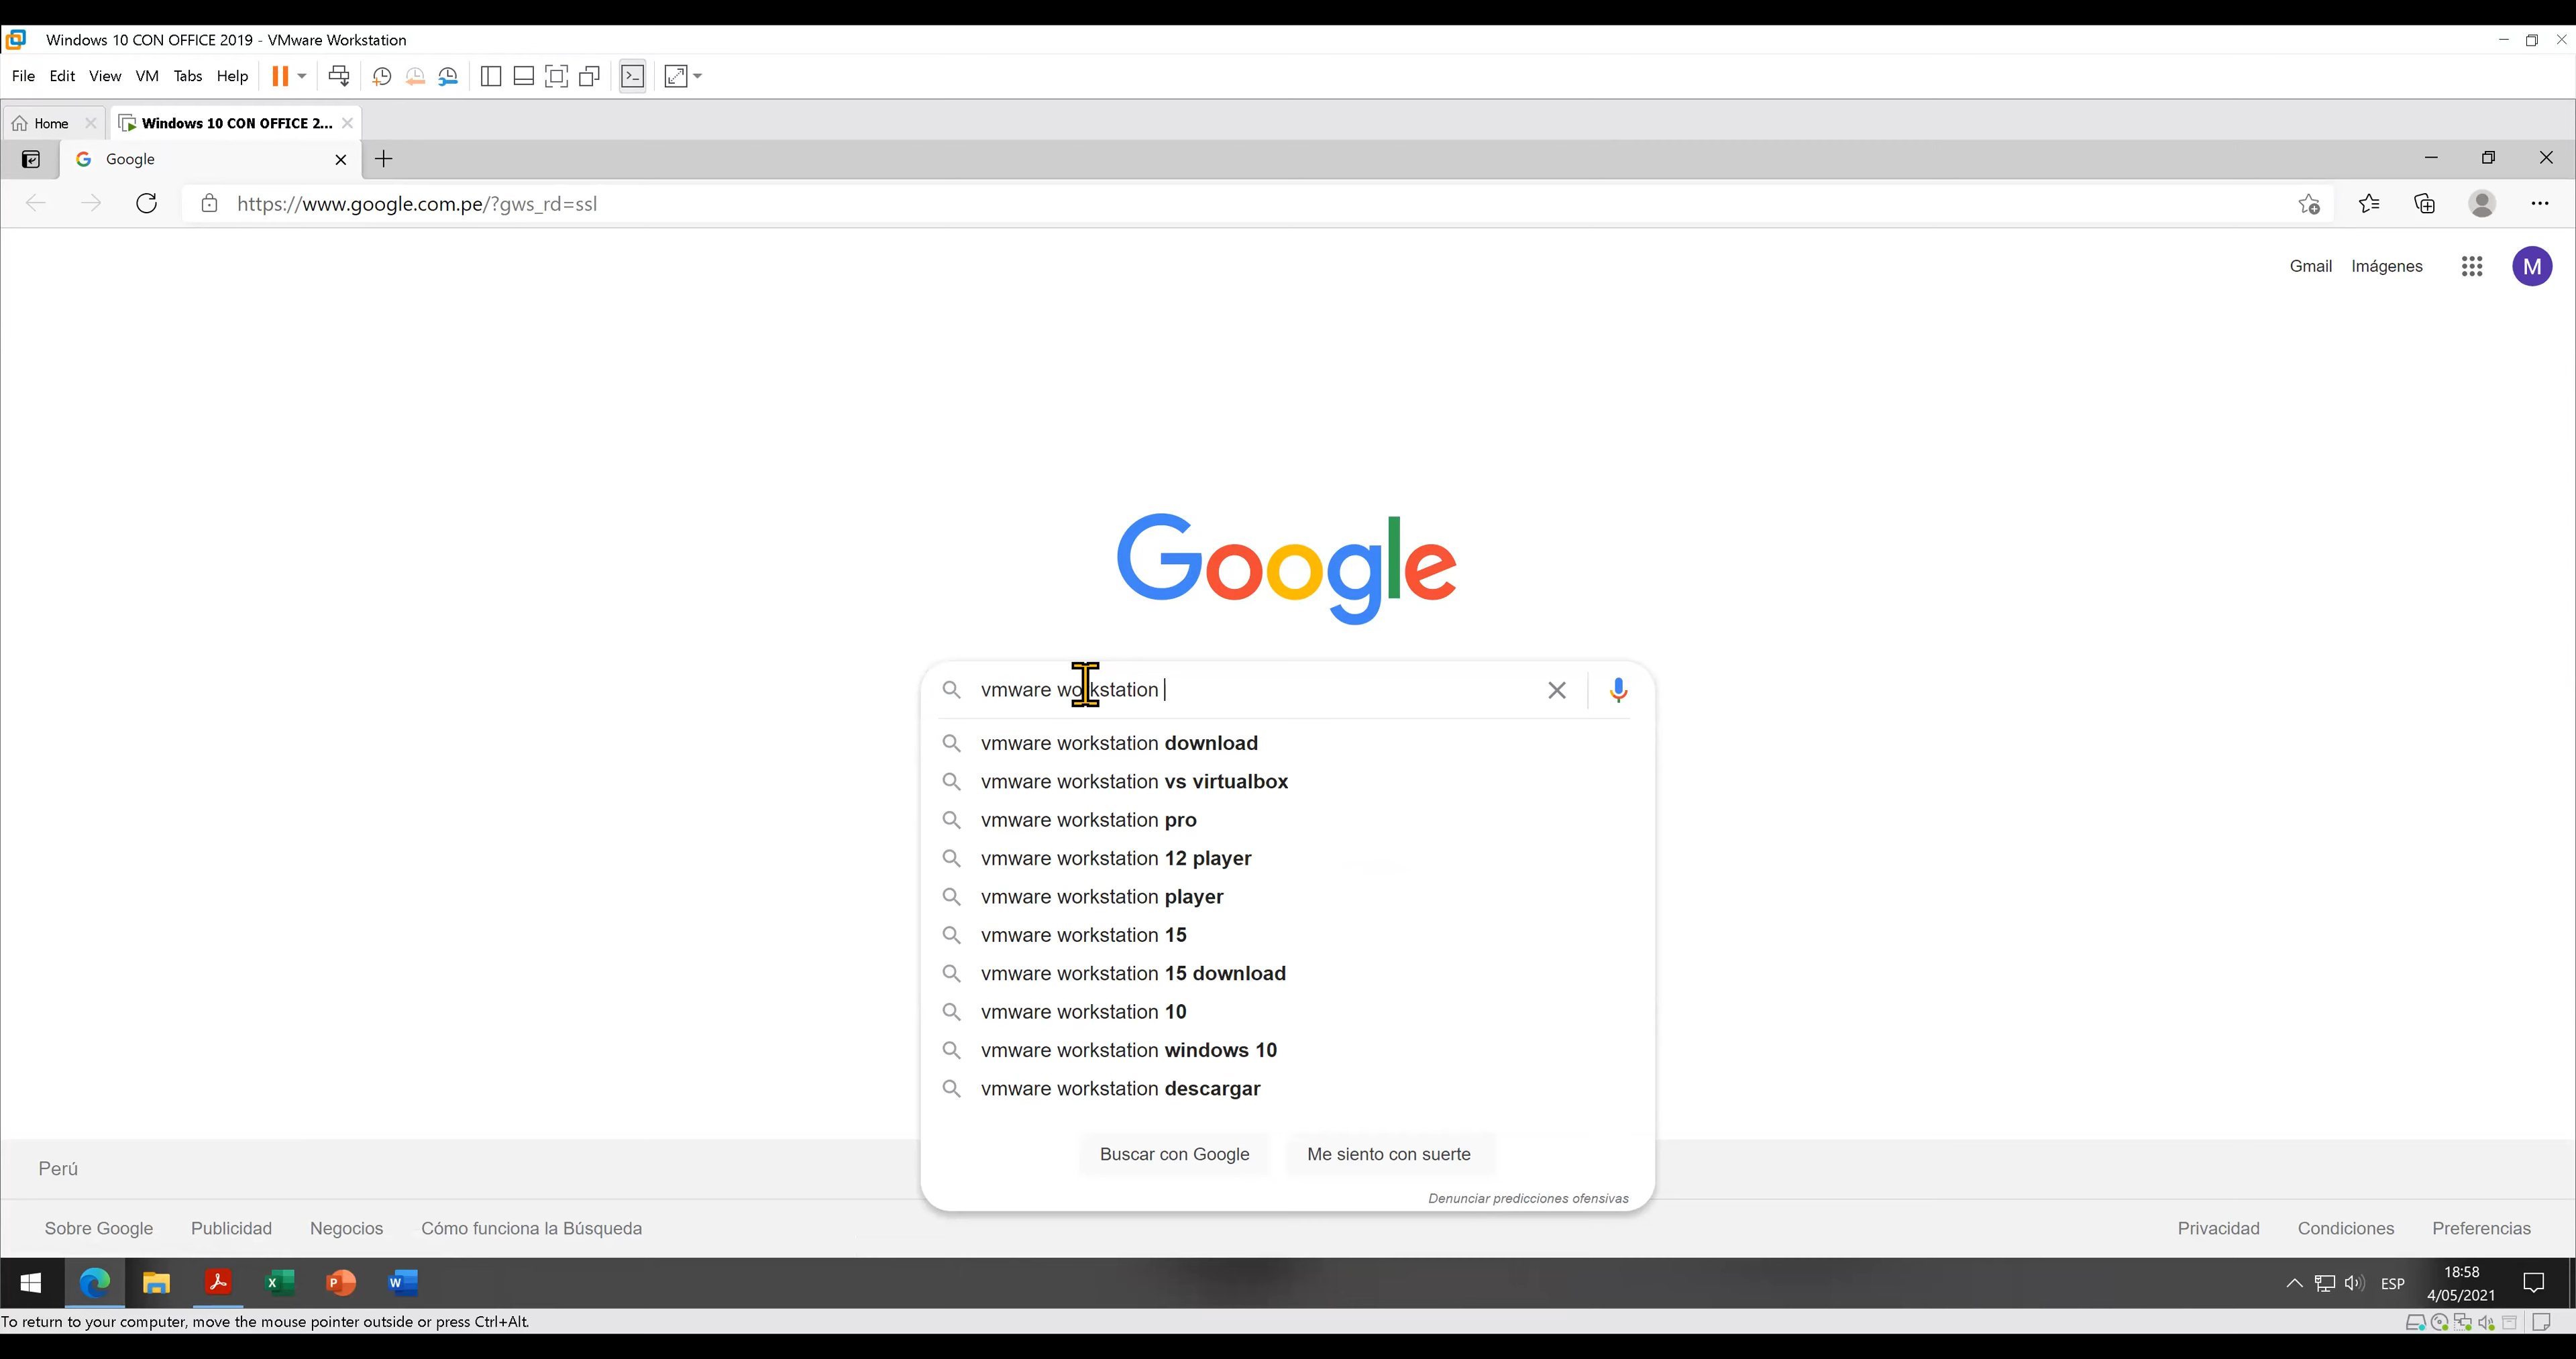 Windows 10 CON OFFICE 2019 - VMware Workstation
File Edit View VM Tabs Help
Home Windows 10 CON OFFICE 2...
Google
https://www.google.com.pe/?gws_rd=ssl
Gmail Imágenes M
Google
vmware workstation
vmware workstation download
vmware workstation vs virtualbox
vmware workstation pro
vmware workstation 12 player
vmware workstation player
vmware workstation 15
vmware workstation 15 download
vmware workstation 10
vmware workstation windows 10
vmware workstation descargar
Buscar con Google Me siento con suerte
Denunciar predicciones ofensivas
Perú
Sobre Google Publicidad Negocios Cómo funciona la Búsqueda Privacidad Condiciones Preferencias
ESP 18:58
4/05/2021
To return to your computer, move the mouse pointer outside or press Ctrl+Alt.